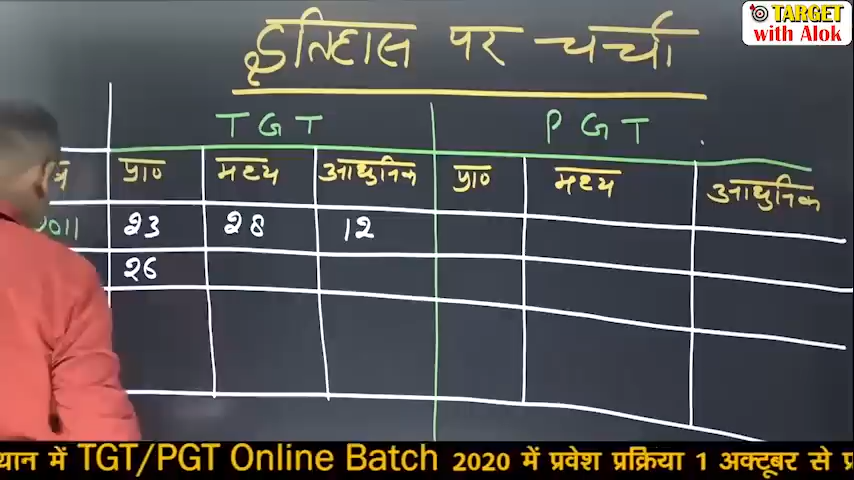 TARGET
with Alok
इतिहास पर चर्चा
TGT PGT
प्रा० मध्य आधुनिक प्रा० मध्य आधुनिक
2011 23 28 12
26
TGT/PGT Online Batch 2020 में प्रवेश प्रक्रिया 1 अक्टूबर से